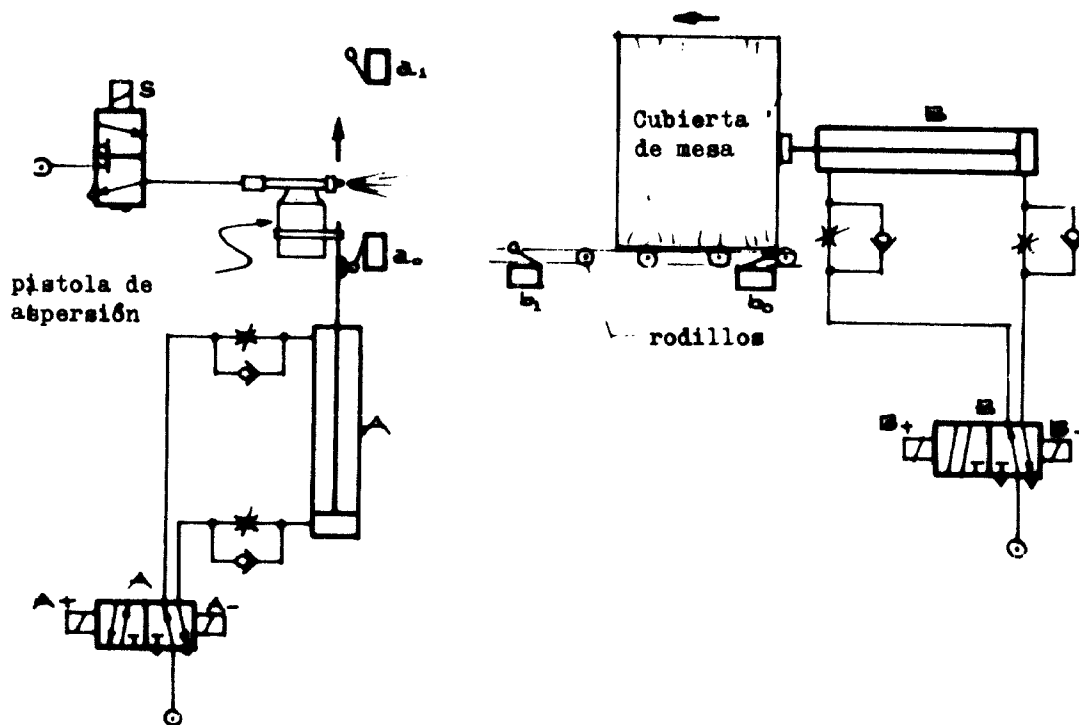 S
a₁
Cubierta
de mesa
B
a₀
pistola de
aspersión
b₁
b₀
rodillos
A
B
B+
B-
A
A+
A-